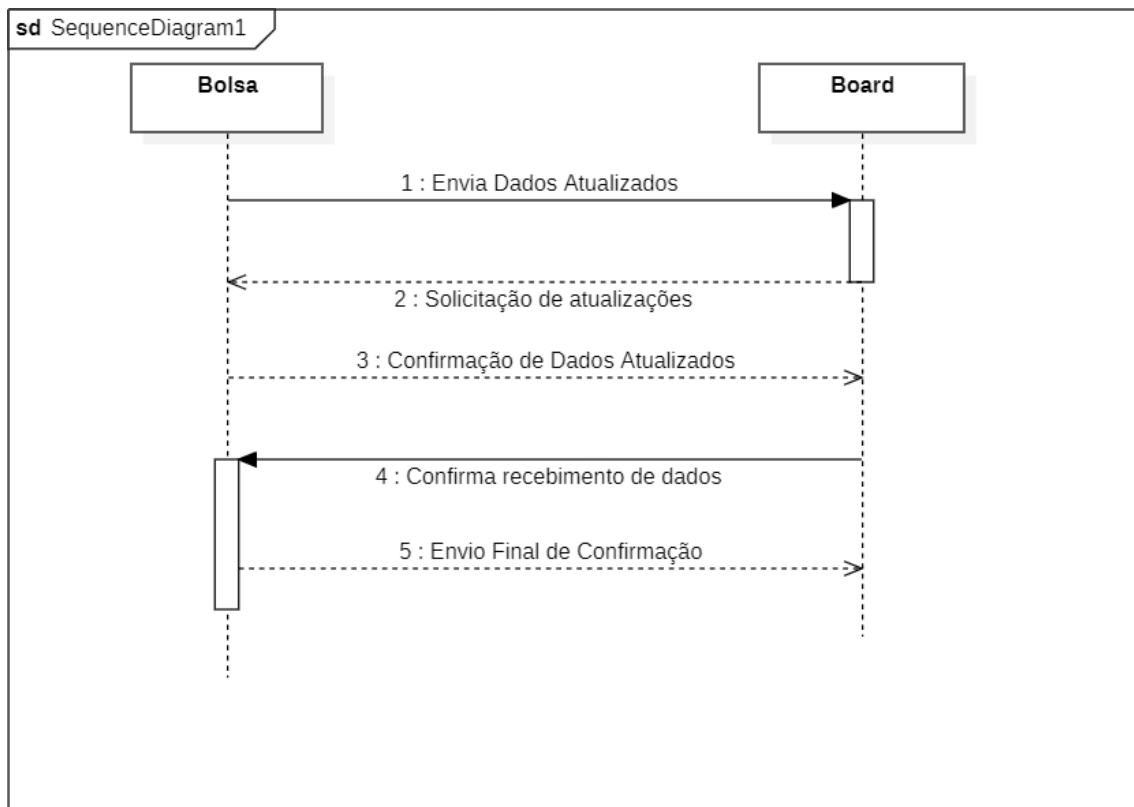 sd SequenceDiagram1
Bolsa
Board
1 : Envia Dados Atualizados
2 : Solicitação de atualizações
3 : Confirmação de Dados Atualizados
4 : Confirma recebimento de dados
5 : Envio Final de Confirmação